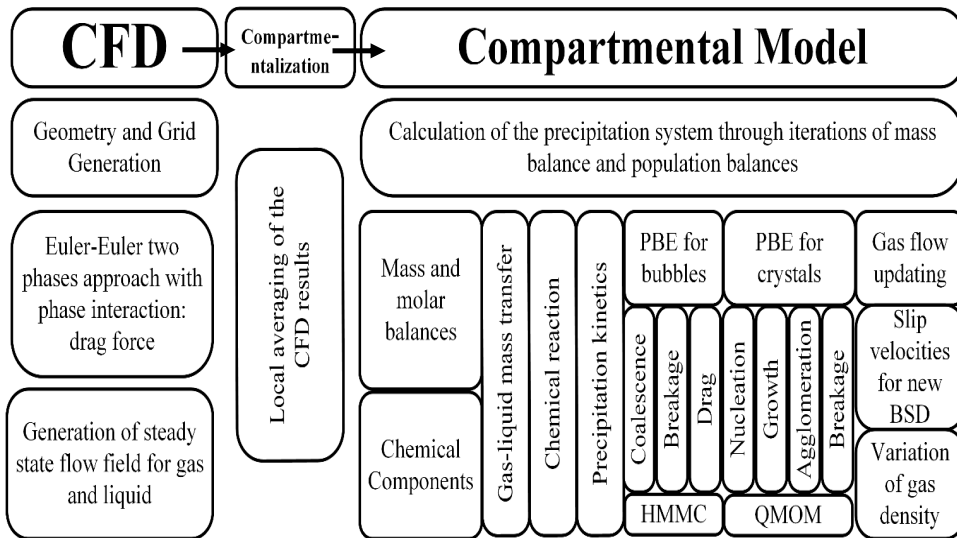 CFD
Compartme-
ntalization
Compartmental Model
Geometry and Grid
Generation
Euler-Euler two
phases approach with
phase interaction:
drag force
Generation of steady
state flow field for gas
and liquid
Local averaging of the
CFD results
Calculation of the precipitation system through iterations of mass
balance and population balances
Mass and
molar
balances
Chemical
Components
Gas-liquid mass transfer
Chemical reaction
Precipitation kinetics
PBE for
bubbles
Coalescence
Breakage
Drag
HMMC
PBE for
crystals
Nucleation
Growth
Agglomeration
Breakage
QMOM
Gas flow
updating
Slip
velocities
for new
BSD
Variation
of gas
density